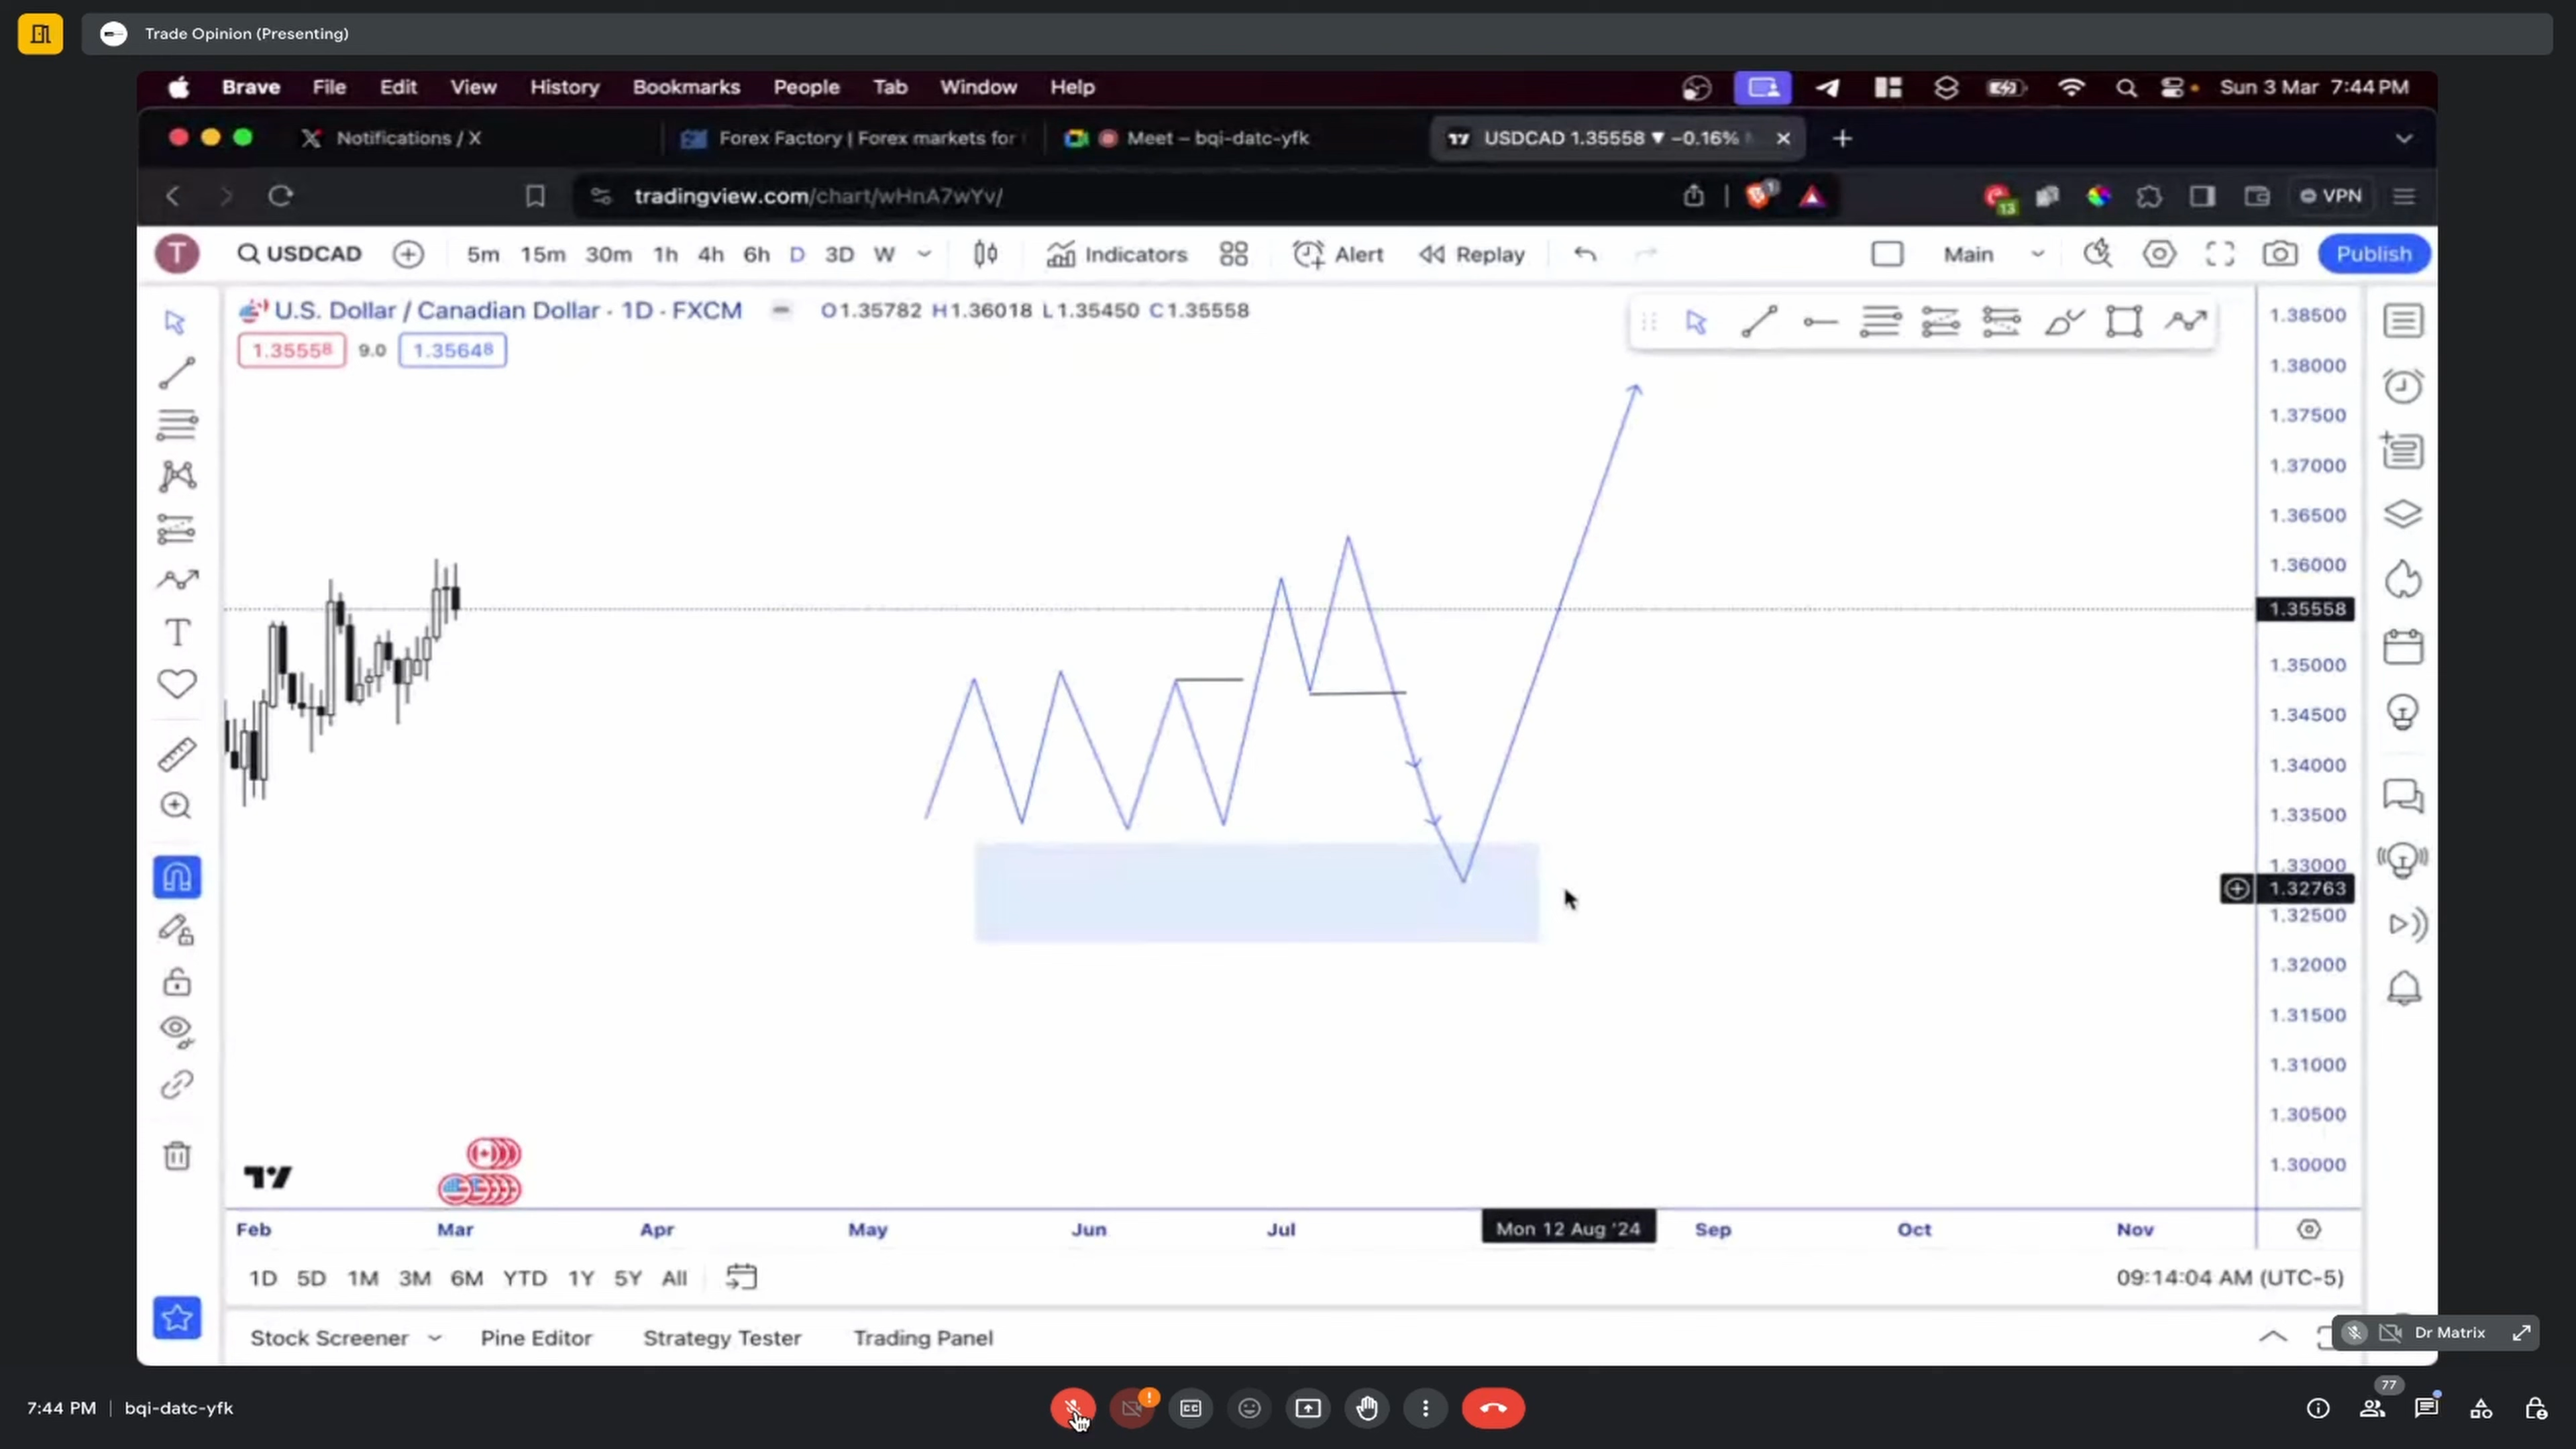 Trade Opinion (Presenting)
Brave File Edit View History Bookmarks People Tab Window Help Sun 3 Mar 7:44 PM
Notifications / X Forex Factory | Forex markets for Meet – bqi-datc-yfk USDCAD 1.35558 ▼ −0.16%
tradingview.com/chart/wHnA7wYv/ 1 13 VPN
T USDCAD 5m 15m 30m 1h 4h 6h D 3D W Indicators Alert Replay Main Publish
U.S. Dollar / Canadian Dollar · 1D · FXCM O1.35782 H1.36018 L1.35450 C1.35558
1.35558 9.0 1.35648
1.38500
1.38000
1.37500
1.37000
1.36500
1.36000
1.35558
1.35000
1.34500
1.34000
1.33500
1.33000
1.32763
1.32500
1.32000
1.31500
1.31000
1.30500
1.30000
Feb Mar Apr May Jun Jul Mon 12 Aug '24 Sep Oct Nov
1D 5D 1M 3M 6M YTD 1Y 5Y All 09:14:04 AM (UTC-5)
Stock Screener Pine Editor Strategy Tester Trading Panel
Dr Matrix
7:44 PM | bqi-datc-yfk CC 77